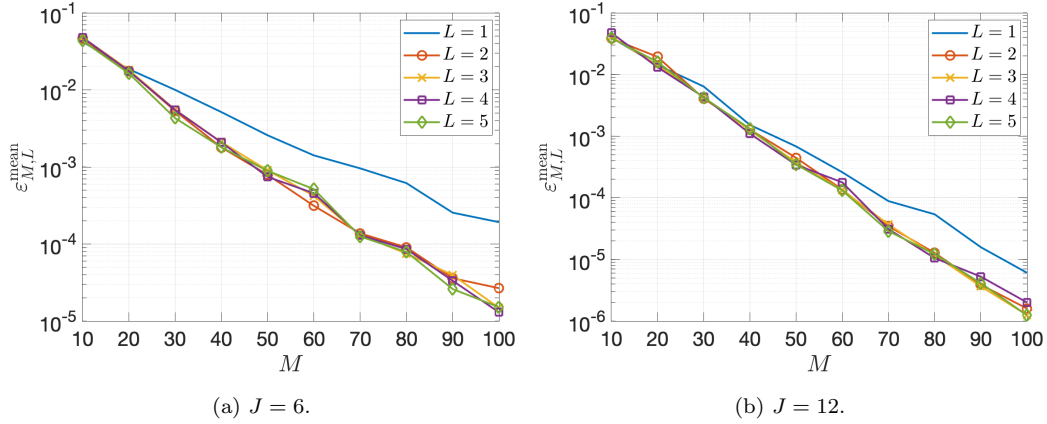 10^-1
10^-2
10^-3
10^-4
10^-5
ε^mean_M,L
10 20 30 40 50 60 70 80 90 100
M
L = 1
L = 2
L = 3
L = 4
L = 5
(a) J = 6.
10^-1
10^-2
10^-3
10^-4
10^-5
10^-6
ε^mean_M,L
10 20 30 40 50 60 70 80 90 100
M
L = 1
L = 2
L = 3
L = 4
L = 5
(b) J = 12.